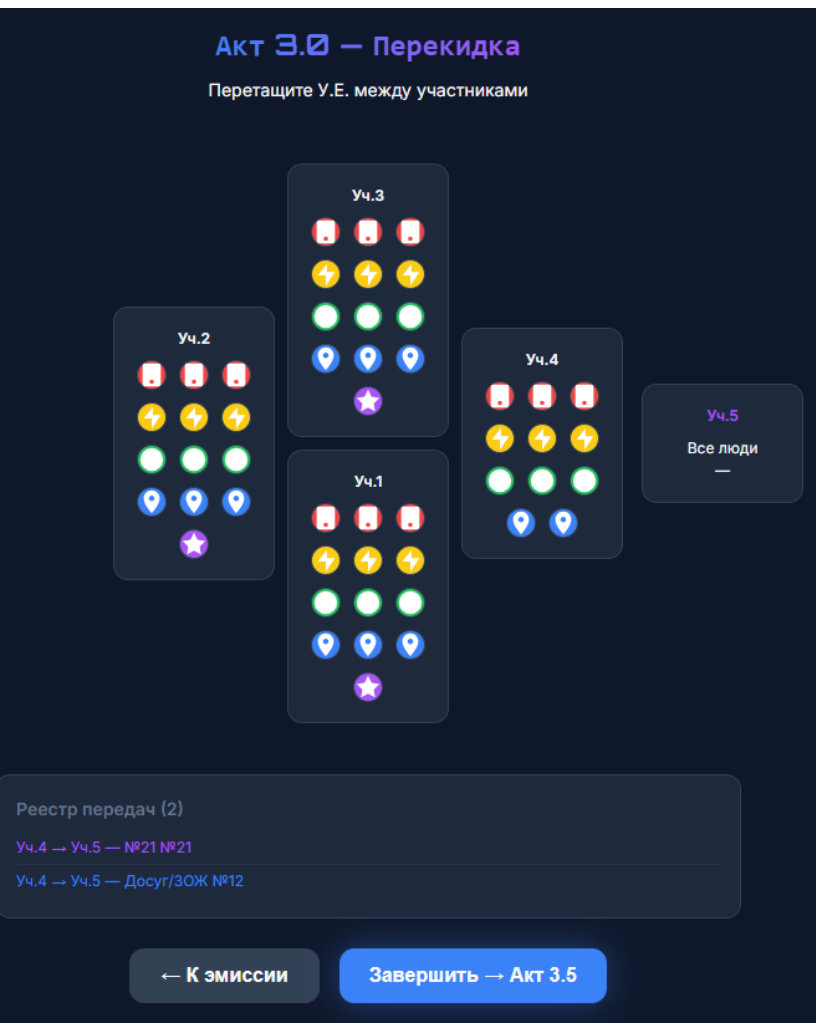 Акт 3.0 — Перекидка
Перетащите У.Е. между участниками
Уч.3
Уч.2
Уч.4
Уч.5
Все люди
—
Уч.1
Реестр передач (2)
Уч.4 → Уч.5 — №21 №21
Уч.4 → Уч.5 — Досуг/ЗОЖ №12
← К эмиссии
Завершить → Акт 3.5